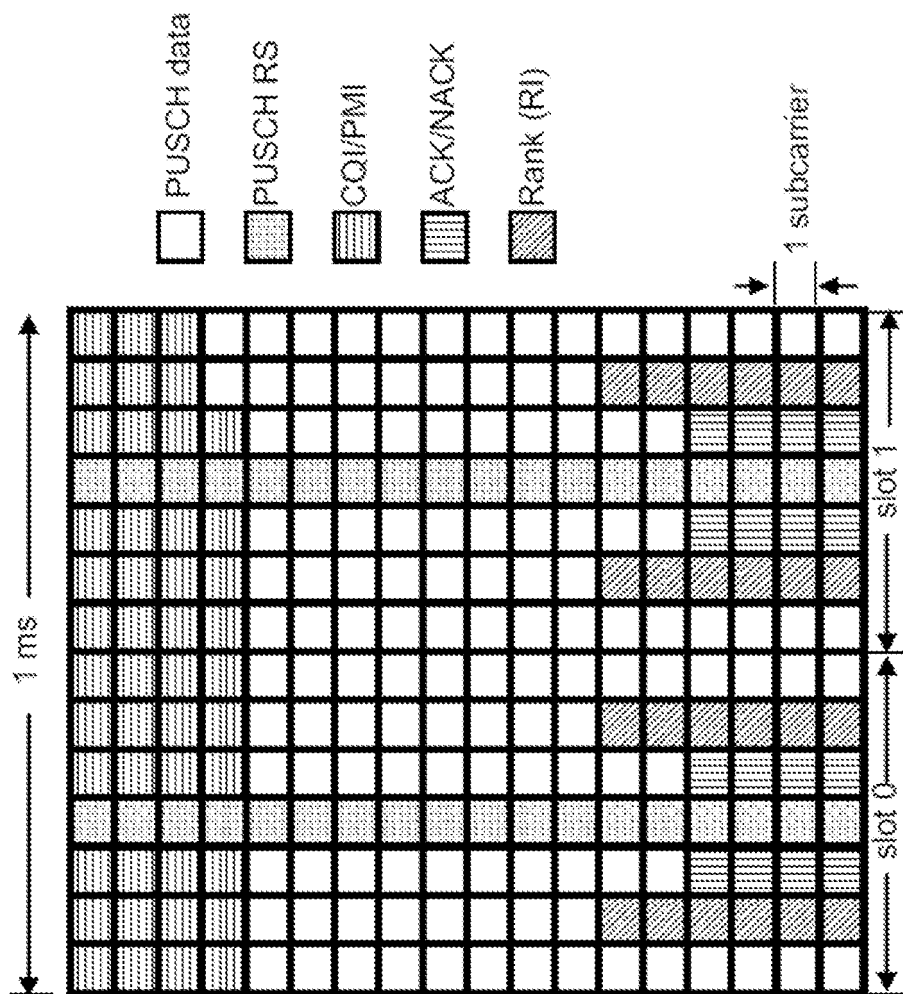 1 ms
PUSCH data
PUSCH RS
CQI/PMI
ACK/NACK
Rank (RI)
1 subcarrier
slot 0
slot 1